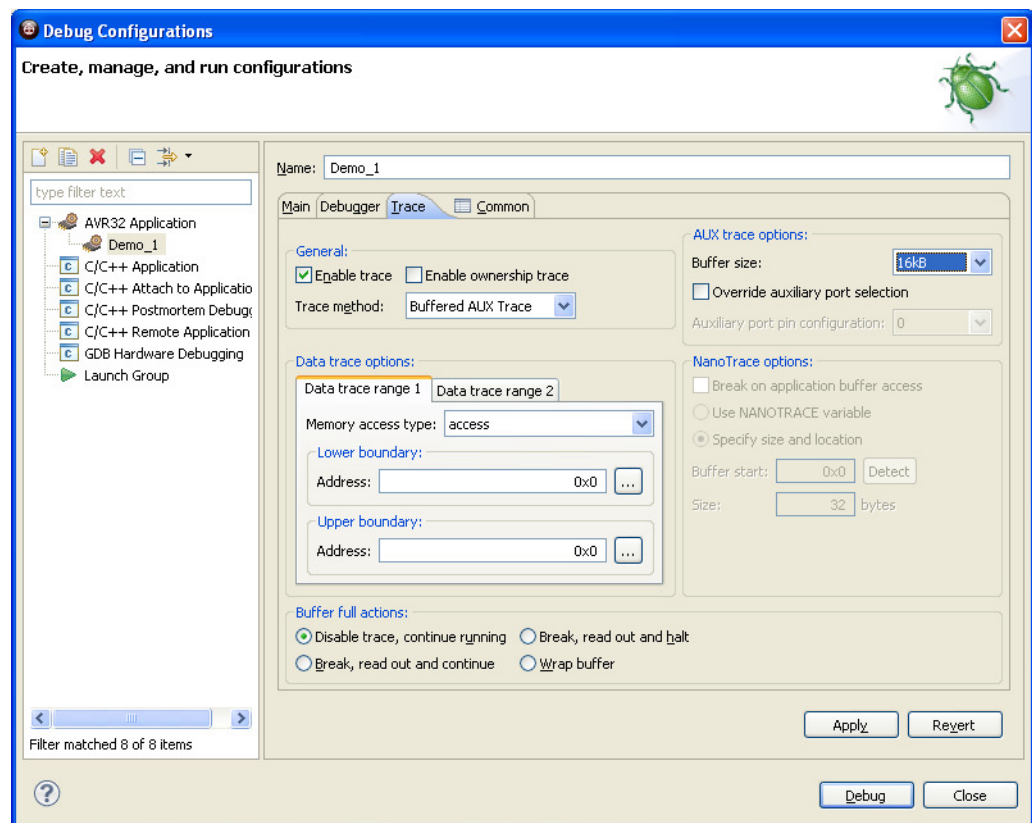 Debug Configurations
Create, manage, and run configurations
type filter text
AVR32 Application
Demo_1
C/C++ Application
C/C++ Attach to Applicatio
C/C++ Postmortem Debugg
C/C++ Remote Application
GDB Hardware Debugging
Launch Group
Filter matched 8 of 8 items
Name: Demo_1
Main Debugger Trace Common
General:
Enable trace Enable ownership trace
Trace method: Buffered AUX Trace
AUX trace options:
Buffer size: 16kB
Override auxiliary port selection
Auxiliary port pin configuration: 0
Data trace options:
Data trace range 1 Data trace range 2
Memory access type: access
Lower boundary:
Address: 0x0 ...
Upper boundary:
Address: 0x0 ...
NanoTrace options:
Break on application buffer access
Use NANOTRACE variable
Specify size and location
Buffer start: 0x0 Detect
Size: 32 bytes
Buffer full actions:
Disable trace, continue running Break, read out and halt
Break, read out and continue Wrap buffer
Apply Revert
? Debug Close